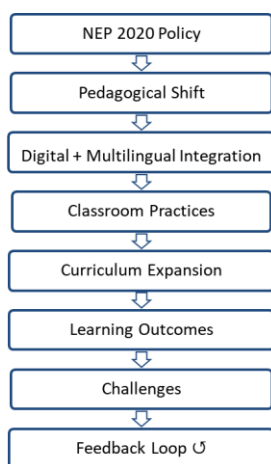 NEP 2020 Policy
Pedagogical Shift
Digital + Multilingual Integration
Classroom Practices
Curriculum Expansion
Learning Outcomes
Challenges
Feedback Loop ↺